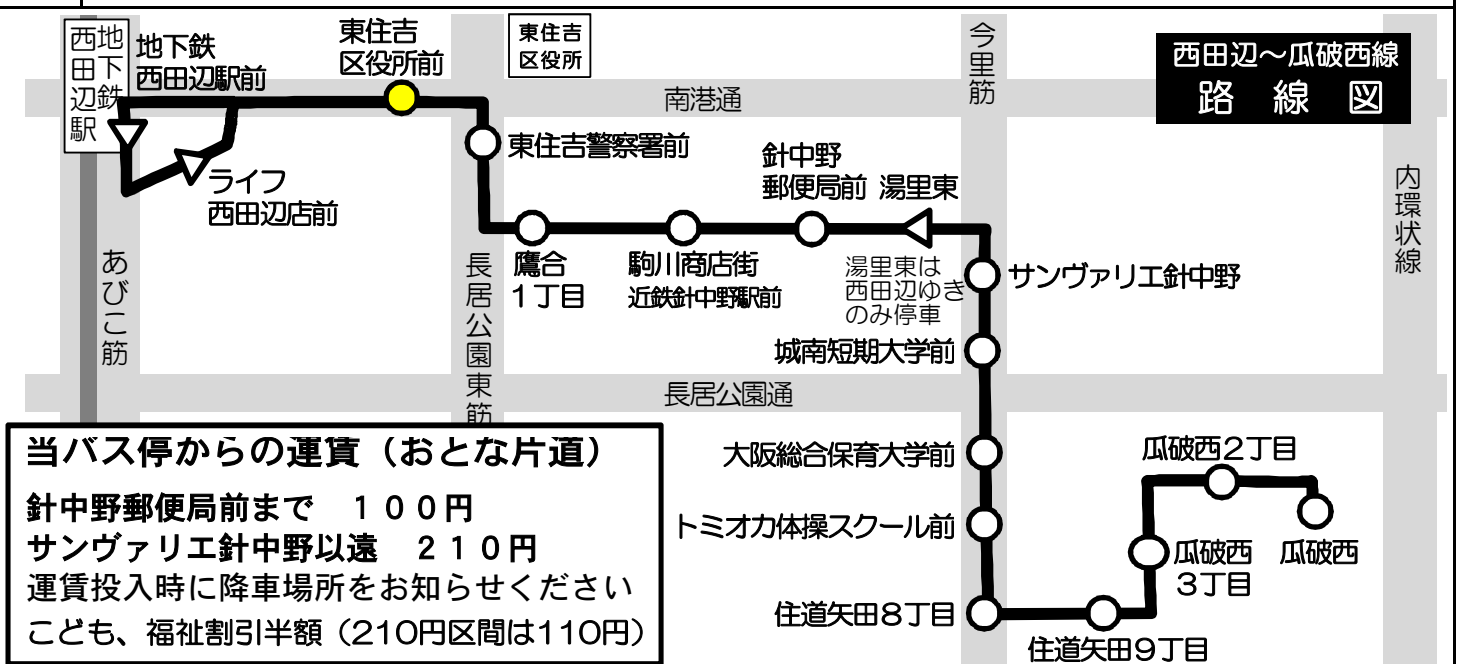 西田辺～瓜破西線
路線図
地下鉄
西田辺駅
地下鉄
西田辺駅前
東住吉
区役所前
東住吉
区役所
今里筋
南港通
東住吉警察署前
針中野
郵便局前
湯里東
ライフ
西田辺店前
内環状線
あびこ筋
長居公園東筋
鷹合
1丁目
駒川商店街
近鉄針中野駅前
湯里東は
西田辺ゆき
のみ停車
サンヴァリエ針中野
城南短期大学前
長居公園通
大阪総合保育大学前
トミオカ体操スクール前
住道矢田8丁目
住道矢田9丁目
瓜破西2丁目
瓜破西
3丁目
瓜破西
当バス停からの運賃（おとな片道）
針中野郵便局前まで　１００円
サンヴァリエ針中野以遠　２１０円
運賃投入時に降車場所をお知らせください
こども、福祉割引半額（210円区間は110円）